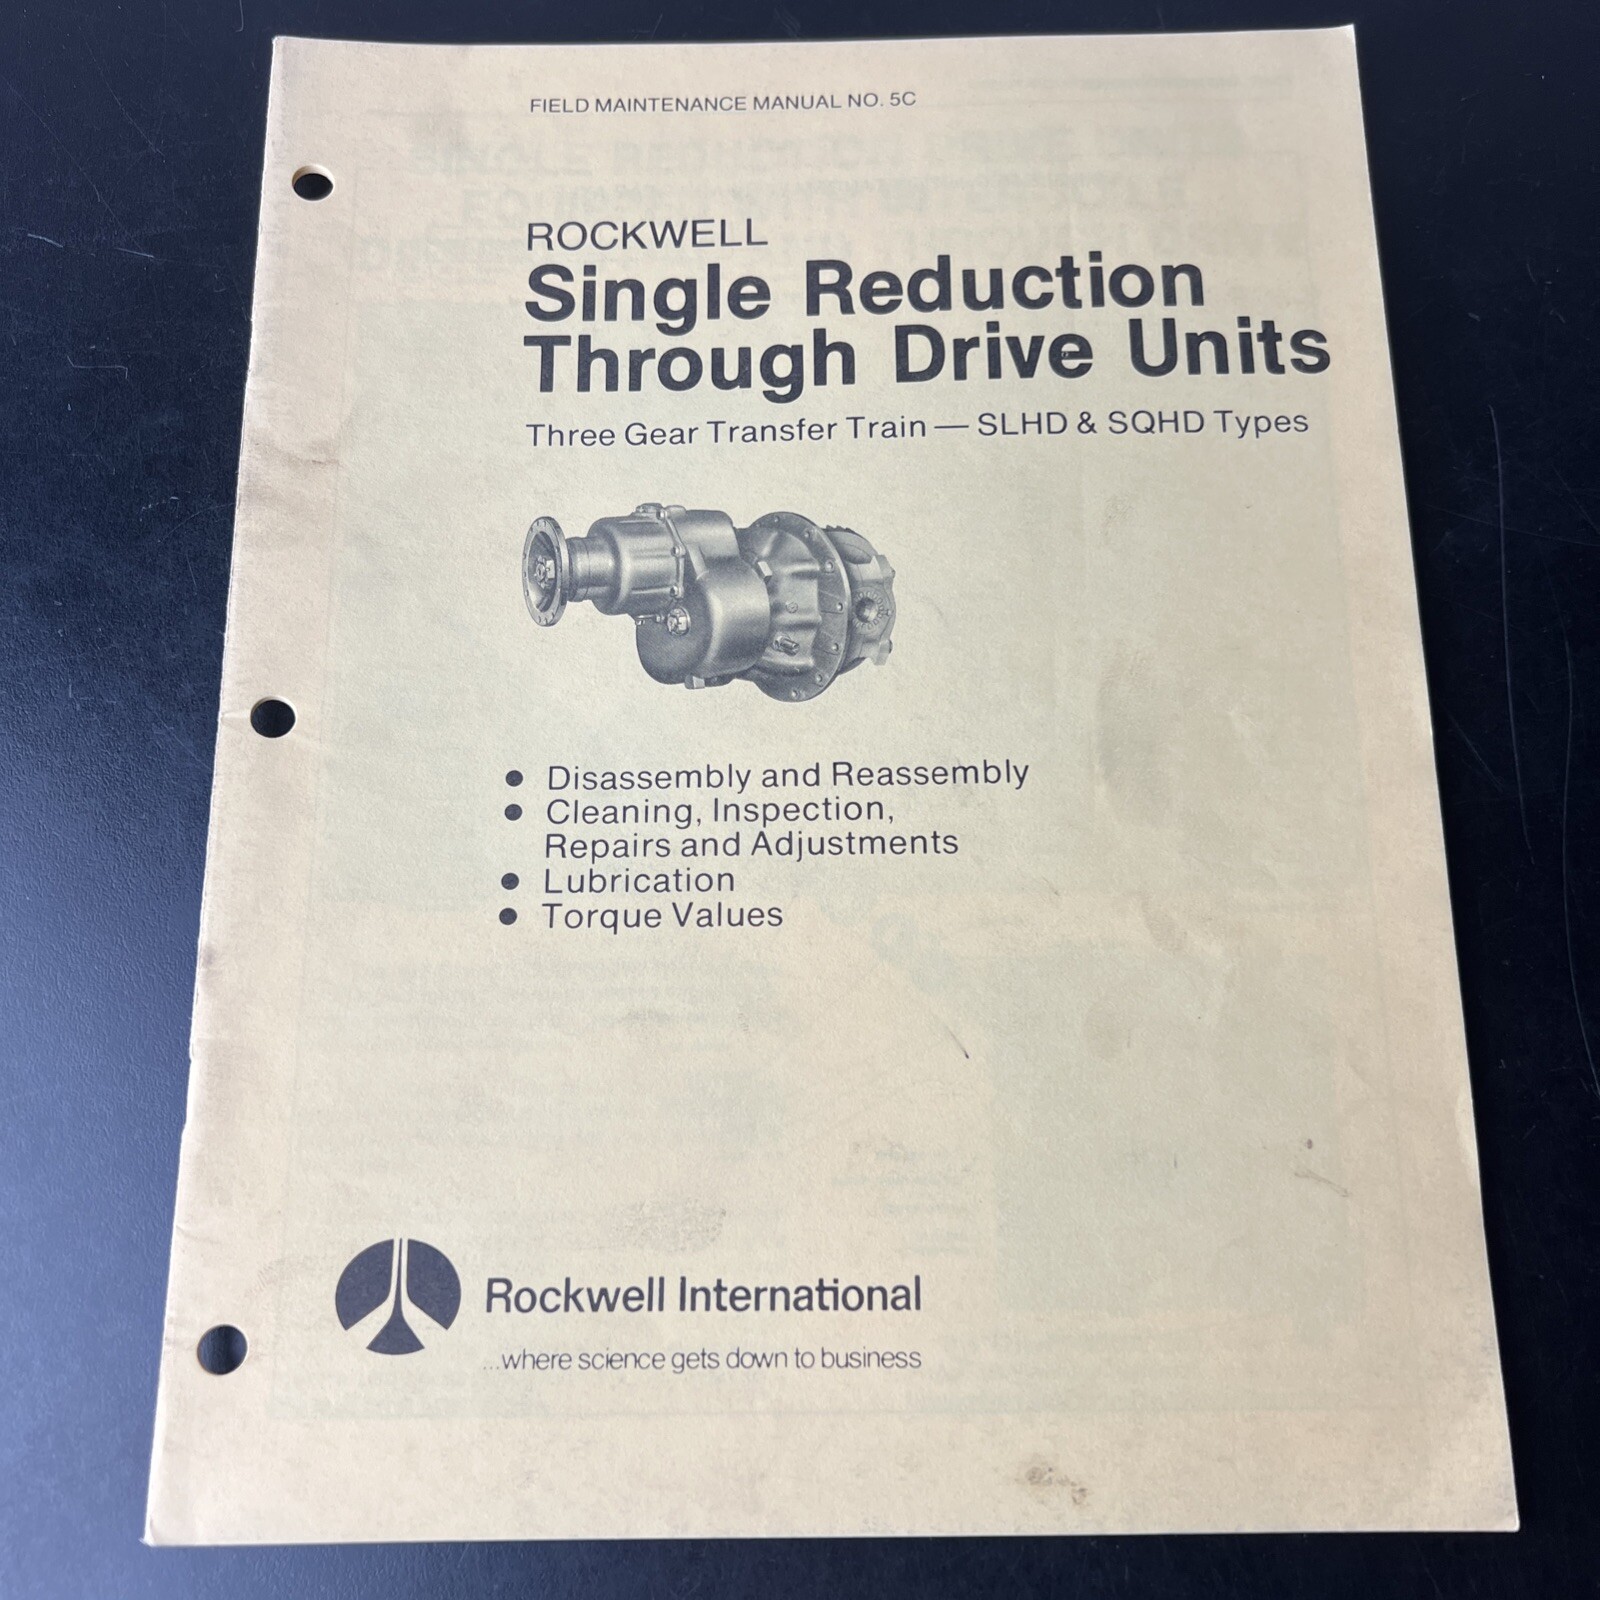 FIELD MAINTENANCE MANUAL NO. 5C
ROCKWELL
Single Reduction
Through Drive Units
Three Gear Transfer Train — SLHD & SQHD Types
● Disassembly and Reassembly
● Cleaning, Inspection,
Repairs and Adjustments
● Lubrication
● Torque Values
Rockwell International
...where science gets down to business